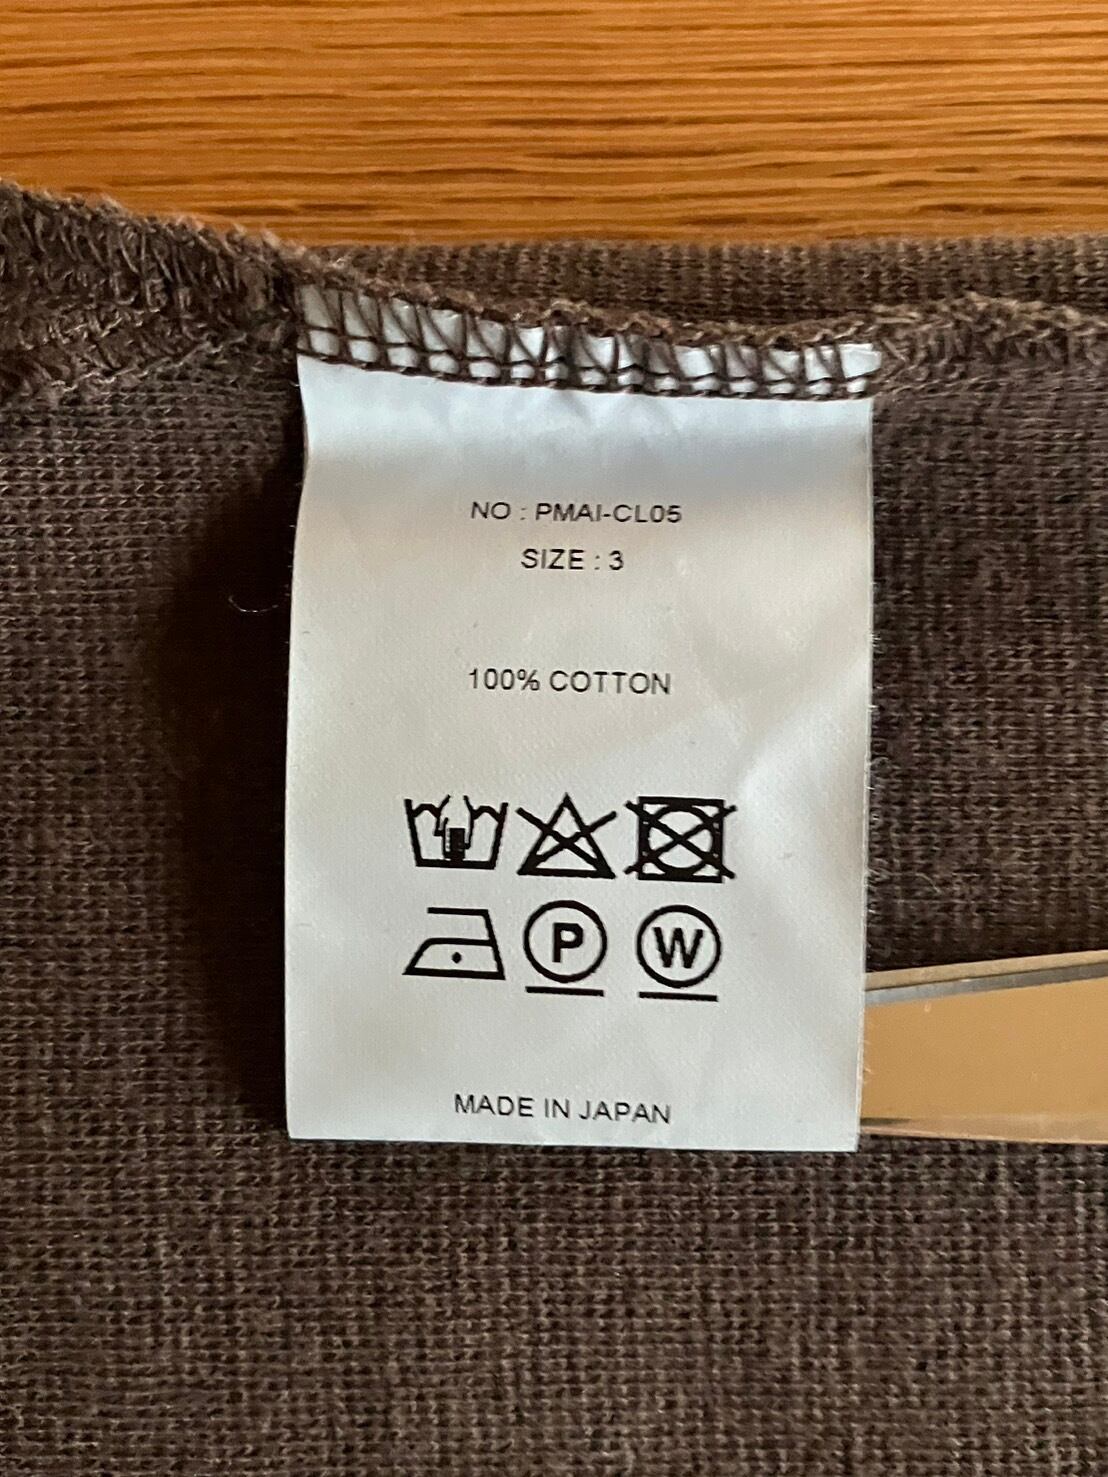 NO : PMAI-CL05
SIZE : 3
100% COTTON
P W
MADE IN JAPAN